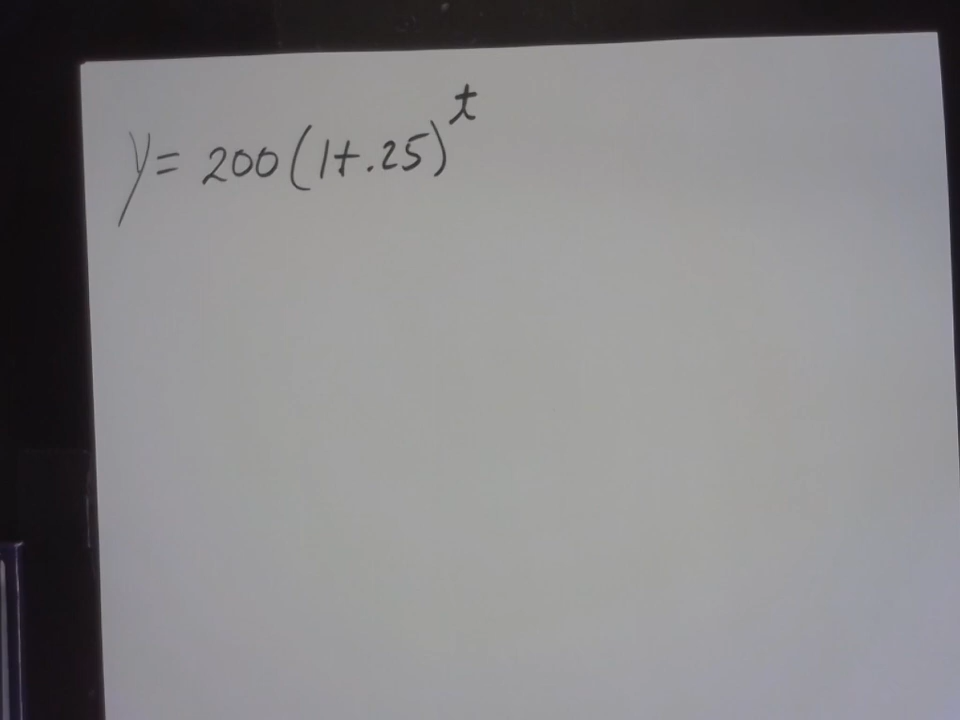 y = 200(1+.25)^t